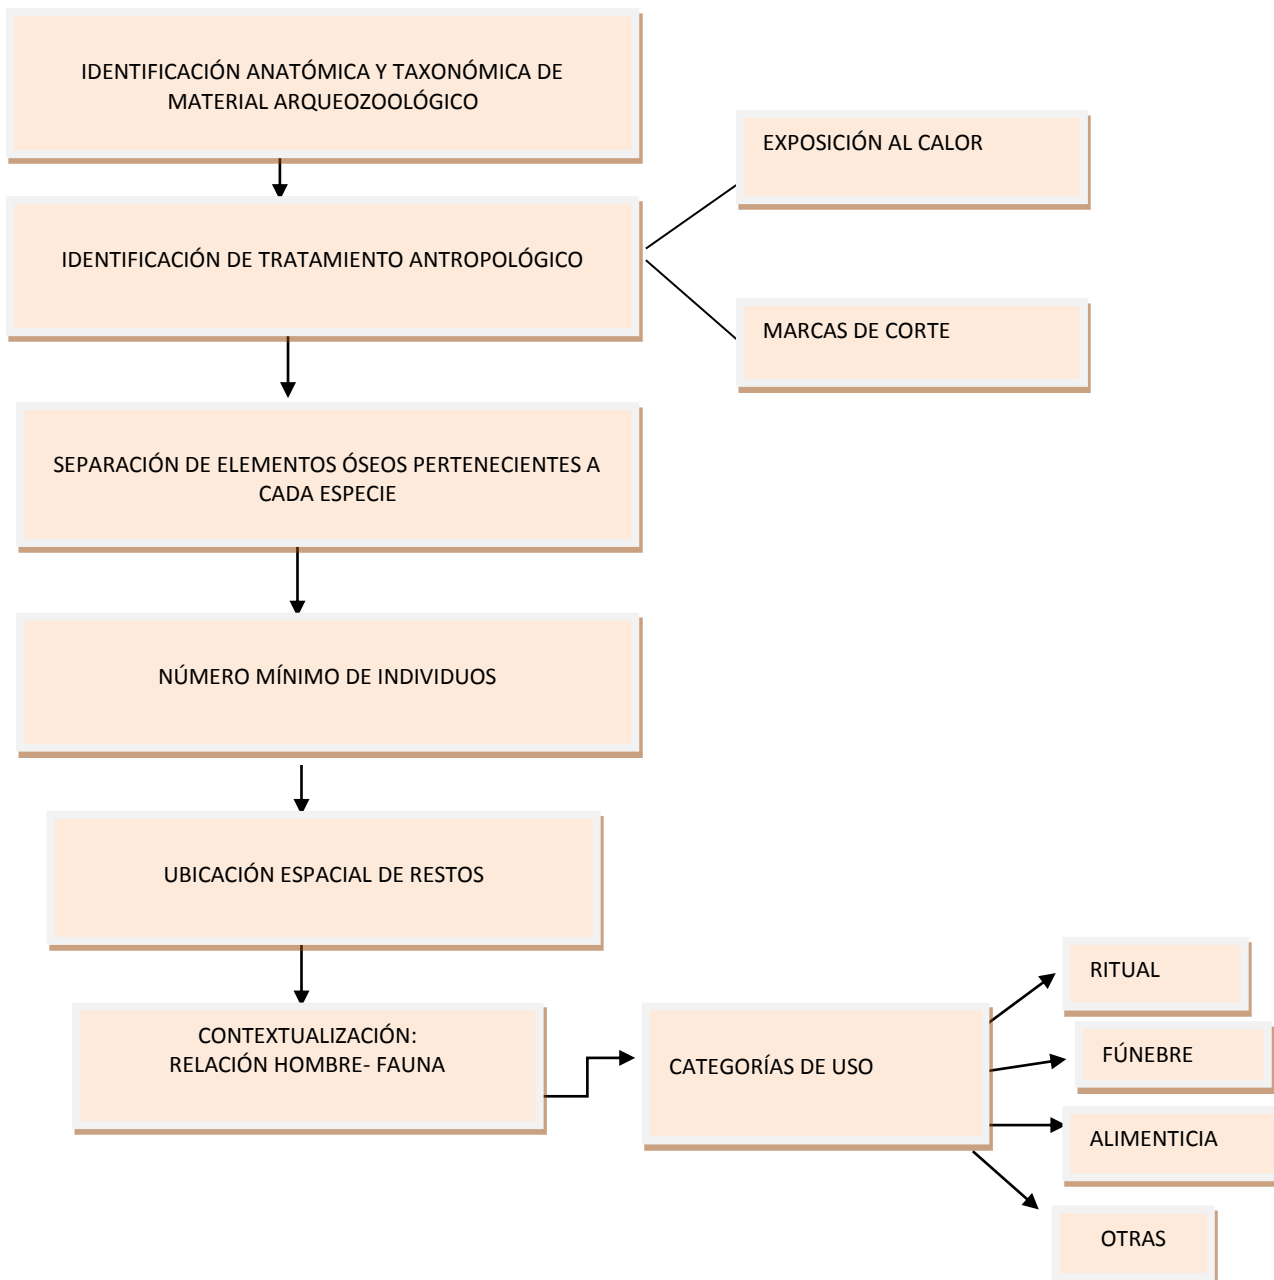 IDENTIFICACIÓN ANATÓMICA Y TAXONÓMICA DE
MATERIAL ARQUEOZOOLÓGICO
EXPOSICIÓN AL CALOR
IDENTIFICACIÓN DE TRATAMIENTO ANTROPOLÓGICO
MARCAS DE CORTE
SEPARACIÓN DE ELEMENTOS ÓSEOS PERTENECIENTES A
CADA ESPECIE
NÚMERO MÍNIMO DE INDIVIDUOS
UBICACIÓN ESPACIAL DE RESTOS
CONTEXTUALIZACIÓN:
RELACIÓN HOMBRE- FAUNA
CATEGORÍAS DE USO
RITUAL
FÚNEBRE
ALIMENTICIA
OTRAS